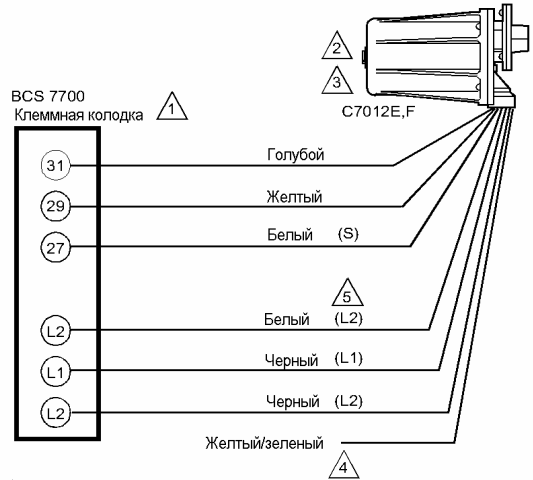 2
3
C7012E,F
BCS 7700
Клеммная колодка
1
31 Голубой
29 Желтый
27 Белый (S)
5
L2 Белый (L2)
L1 Черный (L1)
L2 Черный (L2)
Желтый/зеленый
4